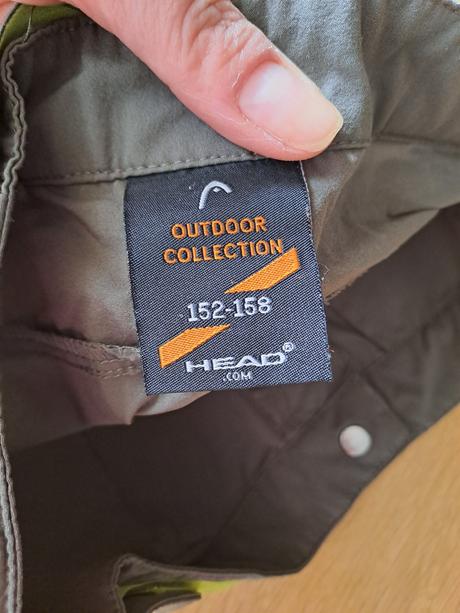 OUTDOOR
COLLECTION
152-158
HEAD®
.COM